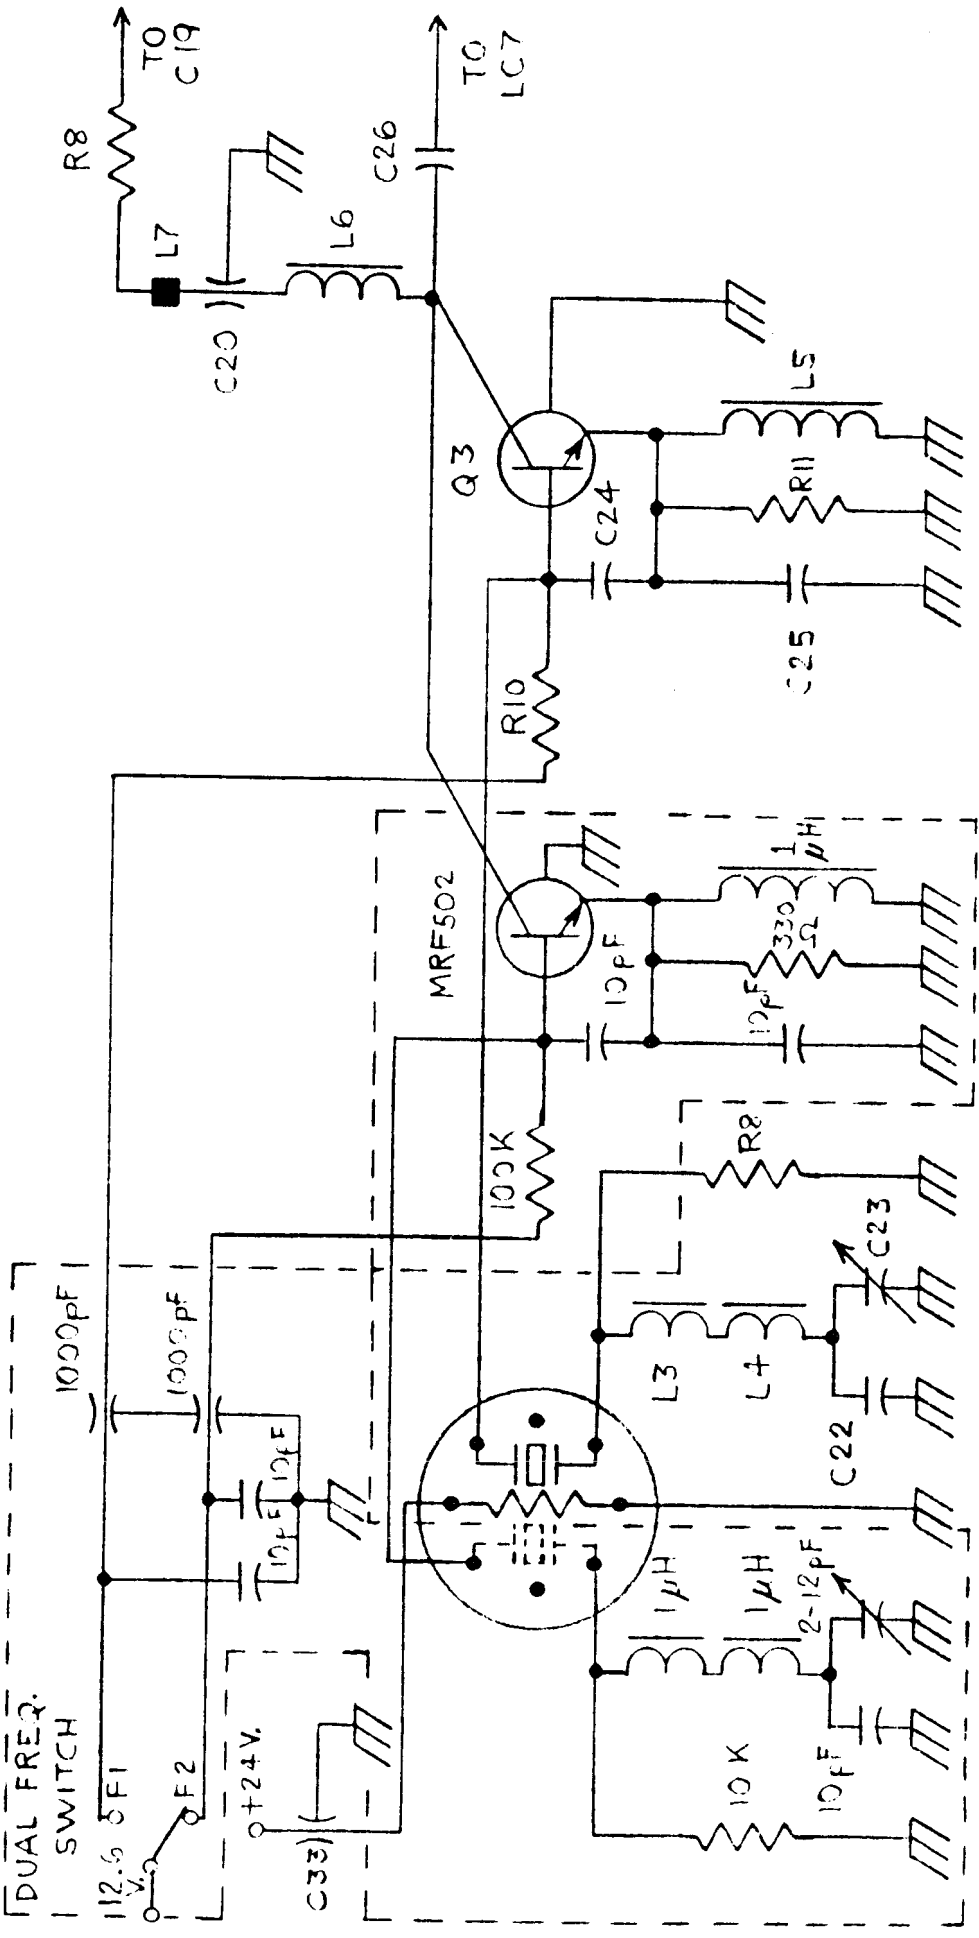 DUAL FREQ.
SWITCH
12.6
V.
F1
F2
+24V.
C33
1000pF
1000pF
10pF
10pF
10K
10pF
2-12pF
1µH
1µH
L3
L4
C22
C23
R8
100K
MRF502
10pF
10pF
330
Ω
1
µH
R10
Q3
C24
C25
R11
L5
C20
L7
L6
R8
C26
TO
C19
TO
LC7